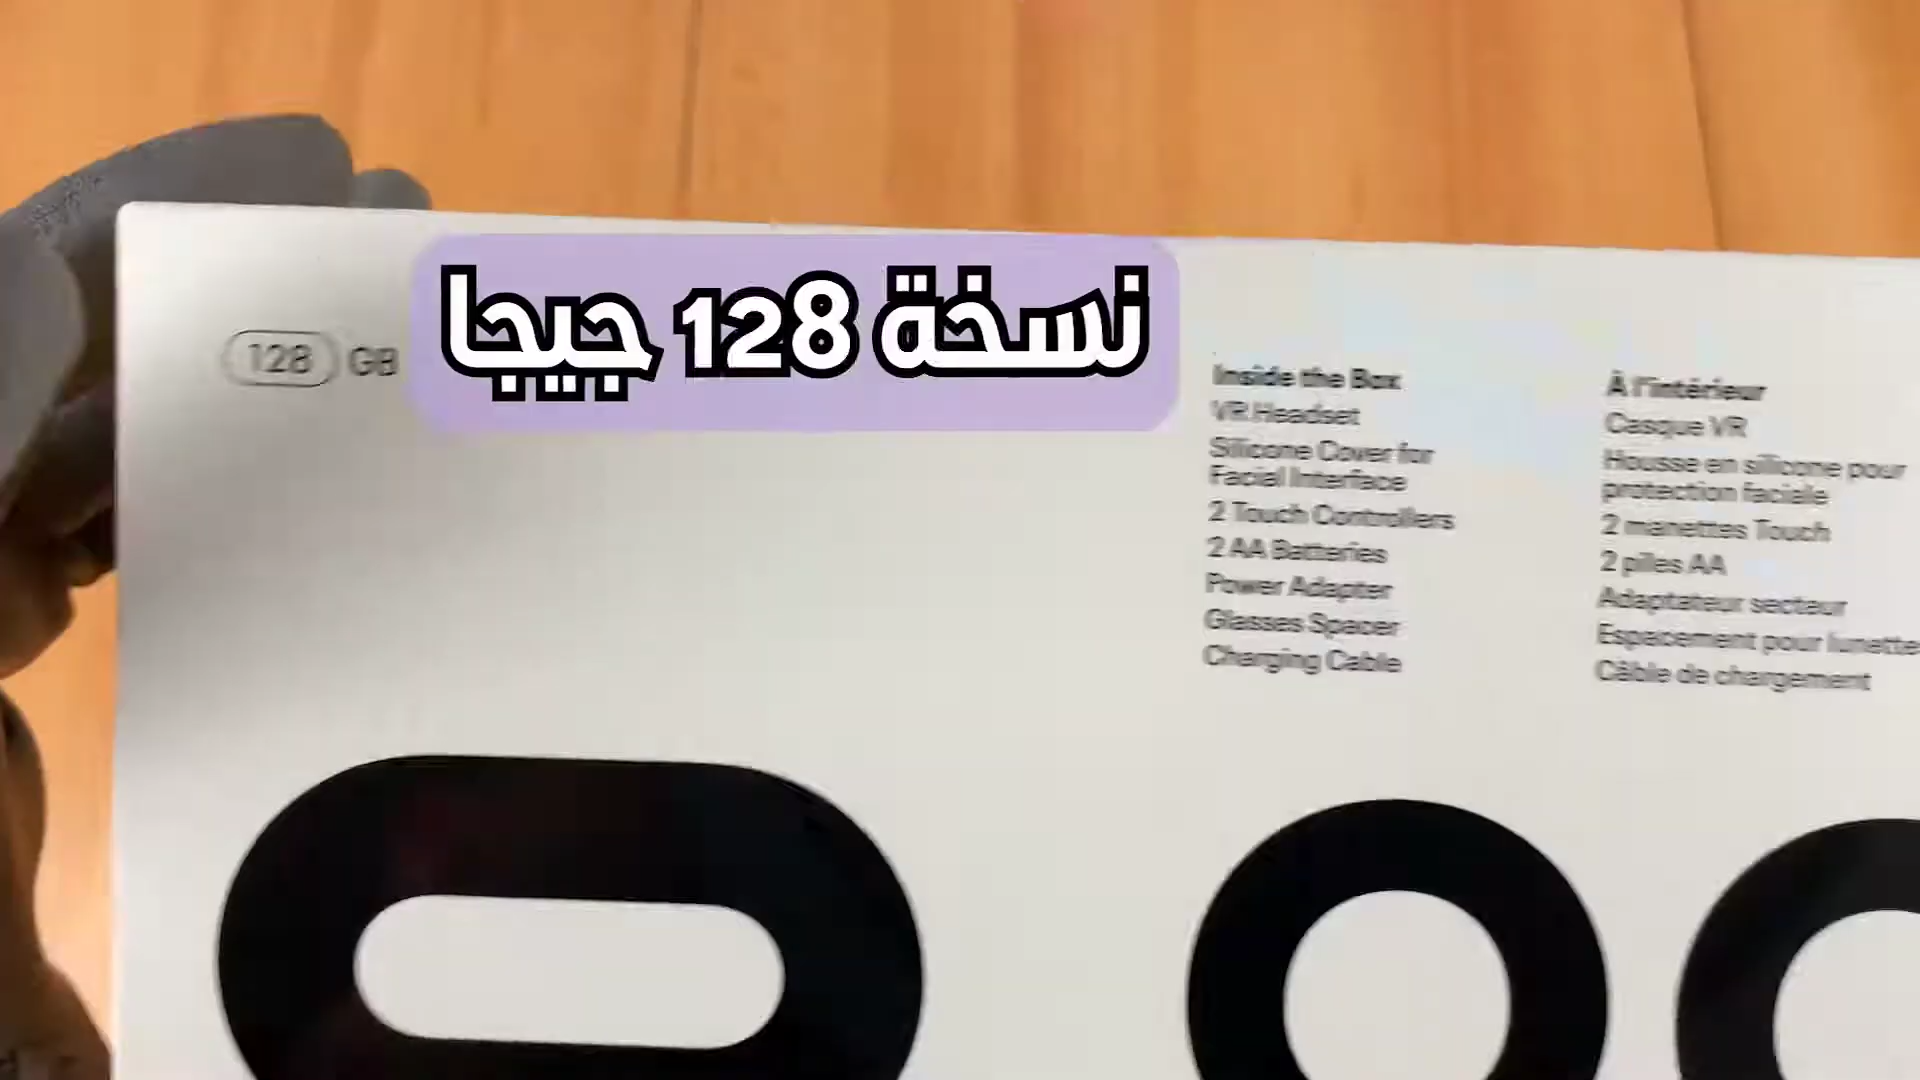 نسخة 128 جيجا
128 GB
Inside the Box
VR Headset
Silicone Cover for
Facial Interface
2 Touch Controllers
2 AA Batteries
Power Adapter
Glasses Spacer
Charging Cable
À l'intérieur
Casque VR
Housse en silicone pour
protection faciale
2 manettes Touch
2 piles AA
Adaptateur secteur
Espacement pour lunettes
Câble de chargement